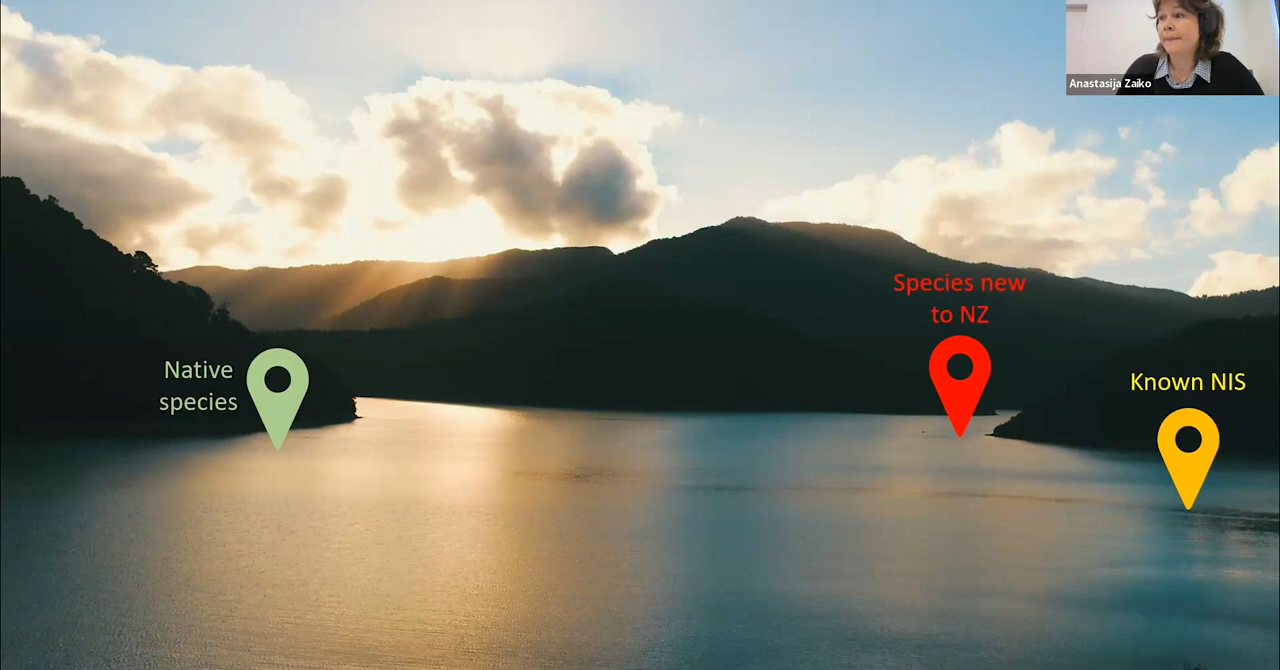 Anastasija Zaiko
Species new
to NZ
Native
species
Known NIS